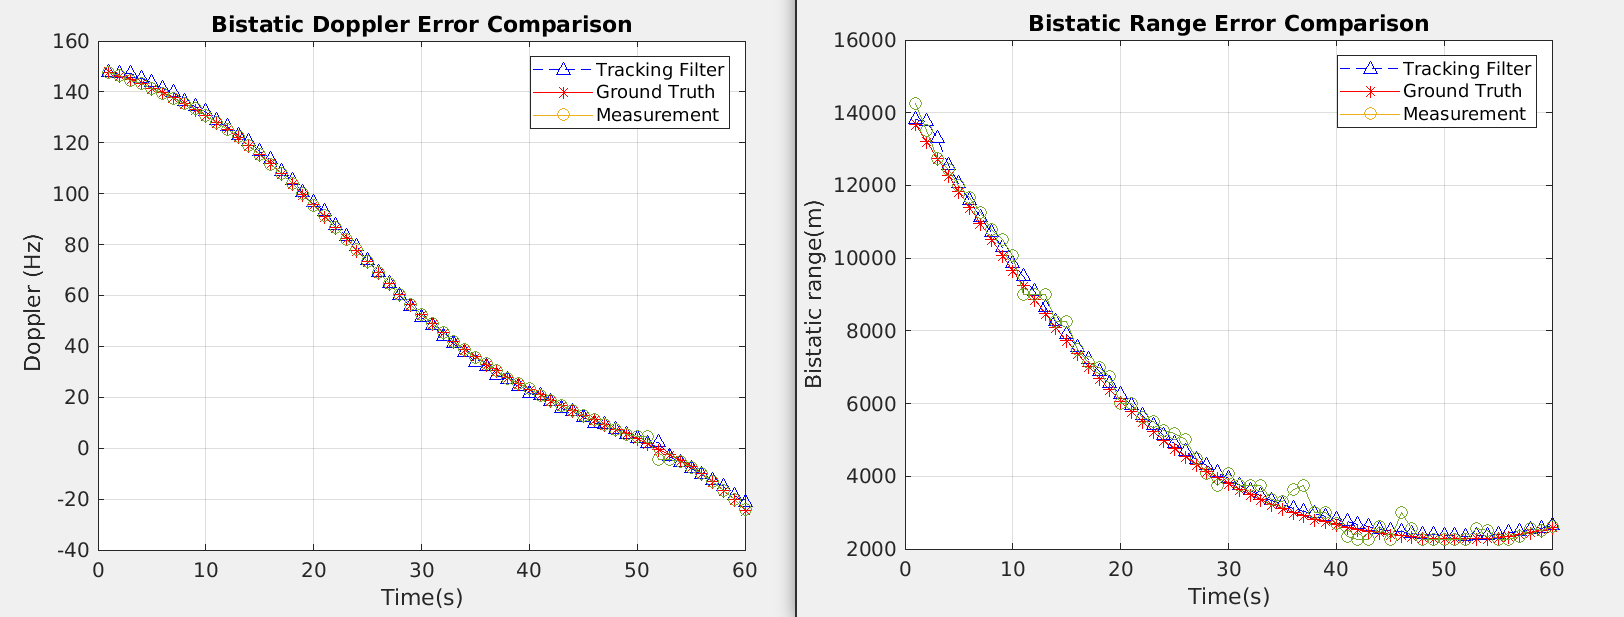 Bistatic Doppler Error Comparison
160
140
120
100
80
60
40
20
0
-20
-40
Doppler (Hz)
Tracking Filter
Ground Truth
Measurement
0 10 20 30 40 50 60
Time(s)
Bistatic Range Error Comparison
16000
14000
12000
10000
8000
6000
4000
2000
Bistatic range(m)
Tracking Filter
Ground Truth
Measurement
0 10 20 30 40 50 60
Time(s)